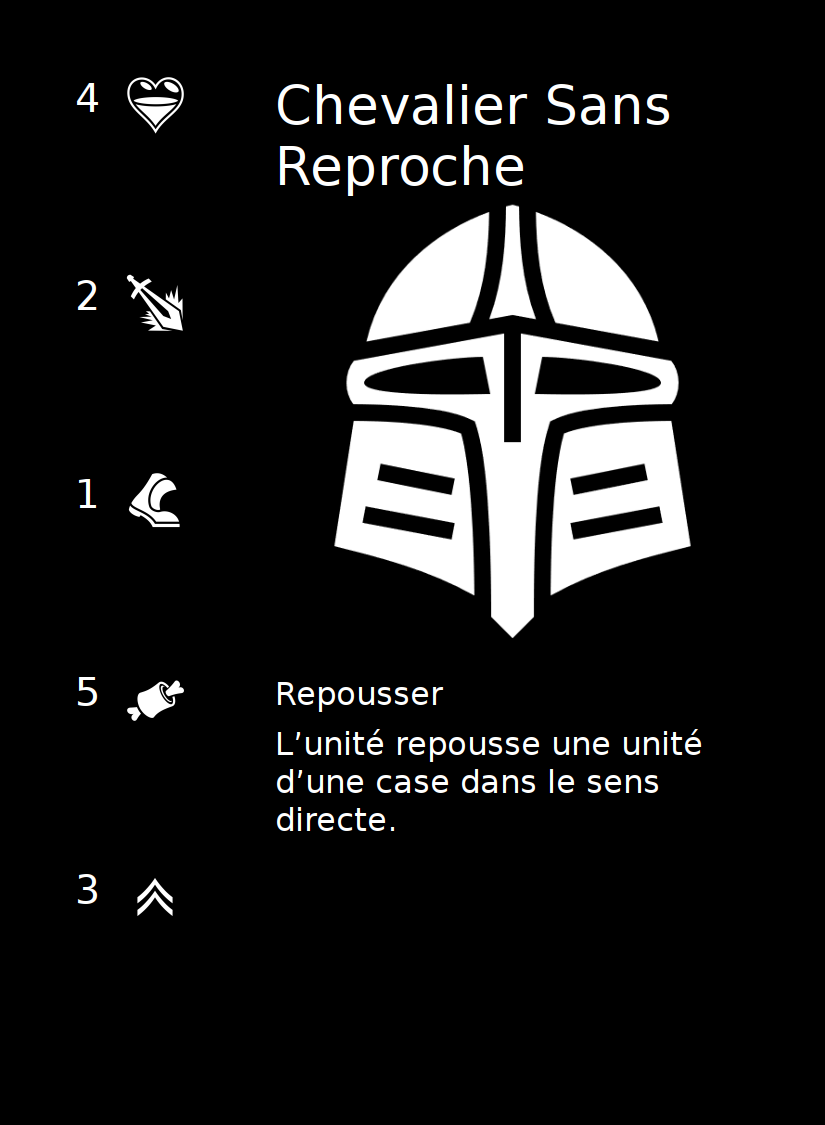 4
Chevalier Sans
Reproche
2
1
5
Repousser
L’unité repousse une unité
d’une case dans le sens
directe.
3